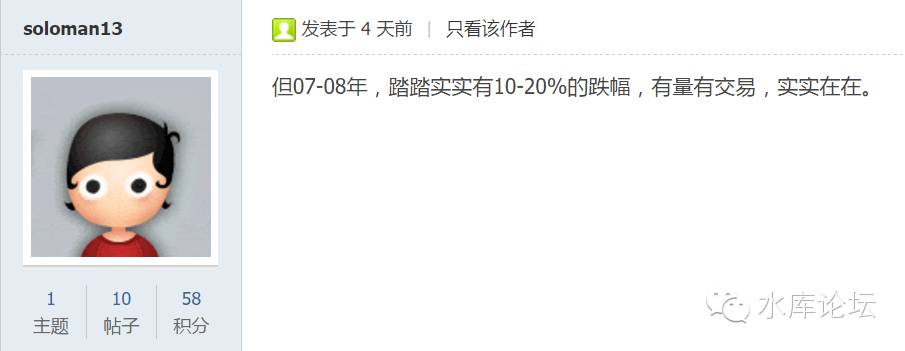 soloman13
发表于 4 天前 | 只看该作者
但07-08年，踏踏实实有10-20%的跌幅，有量有交易，实实在在。
1 10 58
主题 帖子 积分
水库论坛